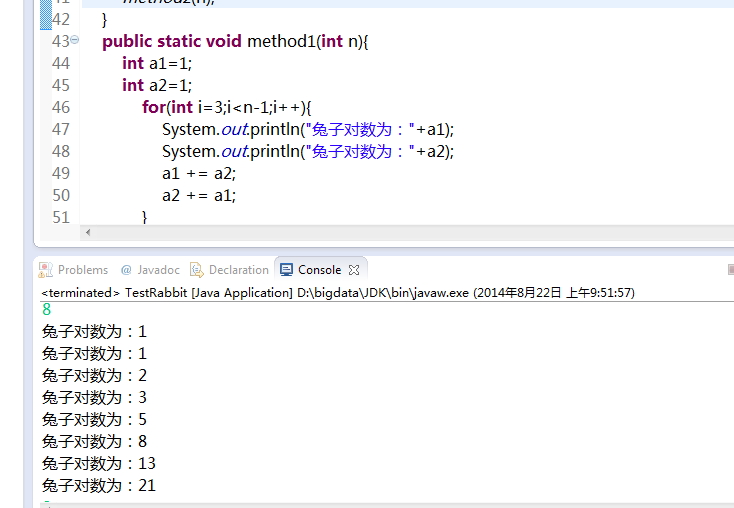 42 }
43 public static void method1(int n){
44 int a1=1;
45 int a2=1;
46 for(int i=3;i<n-1;i++){
47 System.out.println("兔子对数为："+a1);
48 System.out.println("兔子对数为："+a2);
49 a1 += a2;
50 a2 += a1;
51 }
Problems @ Javadoc Declaration Console
<terminated> TestRabbit [Java Application] D:\bigdata\JDK\bin\javaw.exe (2014年8月22日 上午9:51:57)
8
兔子对数为：1
兔子对数为：1
兔子对数为：2
兔子对数为：3
兔子对数为：5
兔子对数为：8
兔子对数为：13
兔子对数为：21